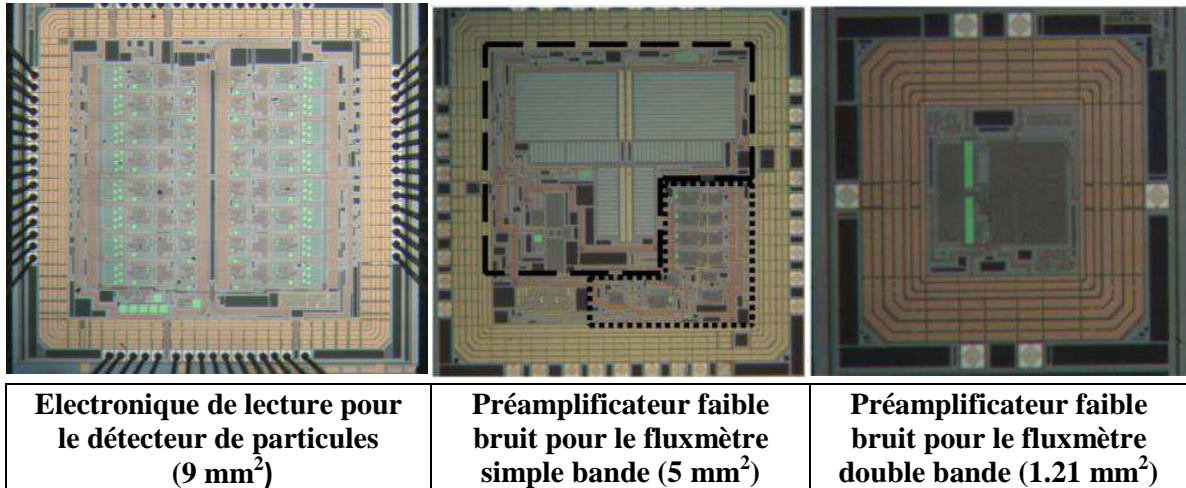 Electronique de lecture pour
le détecteur de particules
(9 mm²)
Préamplificateur faible
bruit pour le fluxmètre
simple bande (5 mm²)
Préamplificateur faible
bruit pour le fluxmètre
double bande (1.21 mm²)